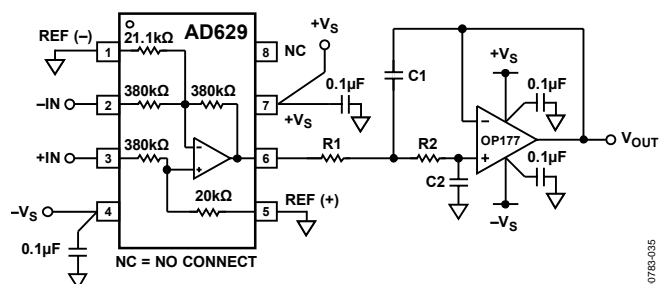 REF (–)
21.1kΩ
AD629
1
8
NC
+VS
–IN
2
380kΩ
380kΩ
7
+VS
0.1µF
+IN
3
380kΩ
–
+
6
R1
R2
C1
C2
–
+
OP177
+VS
0.1µF
0.1µF
–VS
VOUT
–VS
4
20kΩ
5
REF (+)
0.1µF
NC = NO CONNECT
0783-035